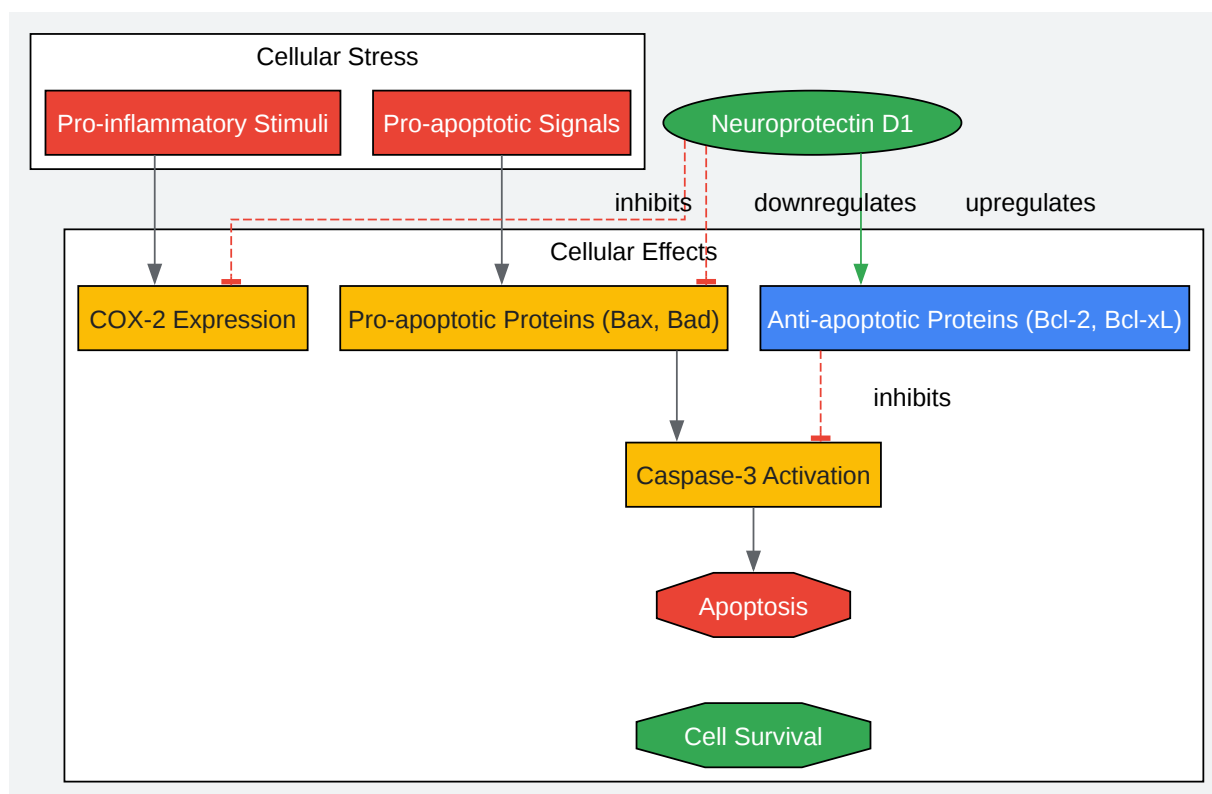 Cellular Stress
Pro-inflammatory Stimuli
Pro-apoptotic Signals
Neuroprotectin D1
inhibits
downregulates
upregulates
Cellular Effects
COX-2 Expression
Pro-apoptotic Proteins (Bax, Bad)
Anti-apoptotic Proteins (Bcl-2, Bcl-xL)
inhibits
Caspase-3 Activation
Apoptosis
Cell Survival